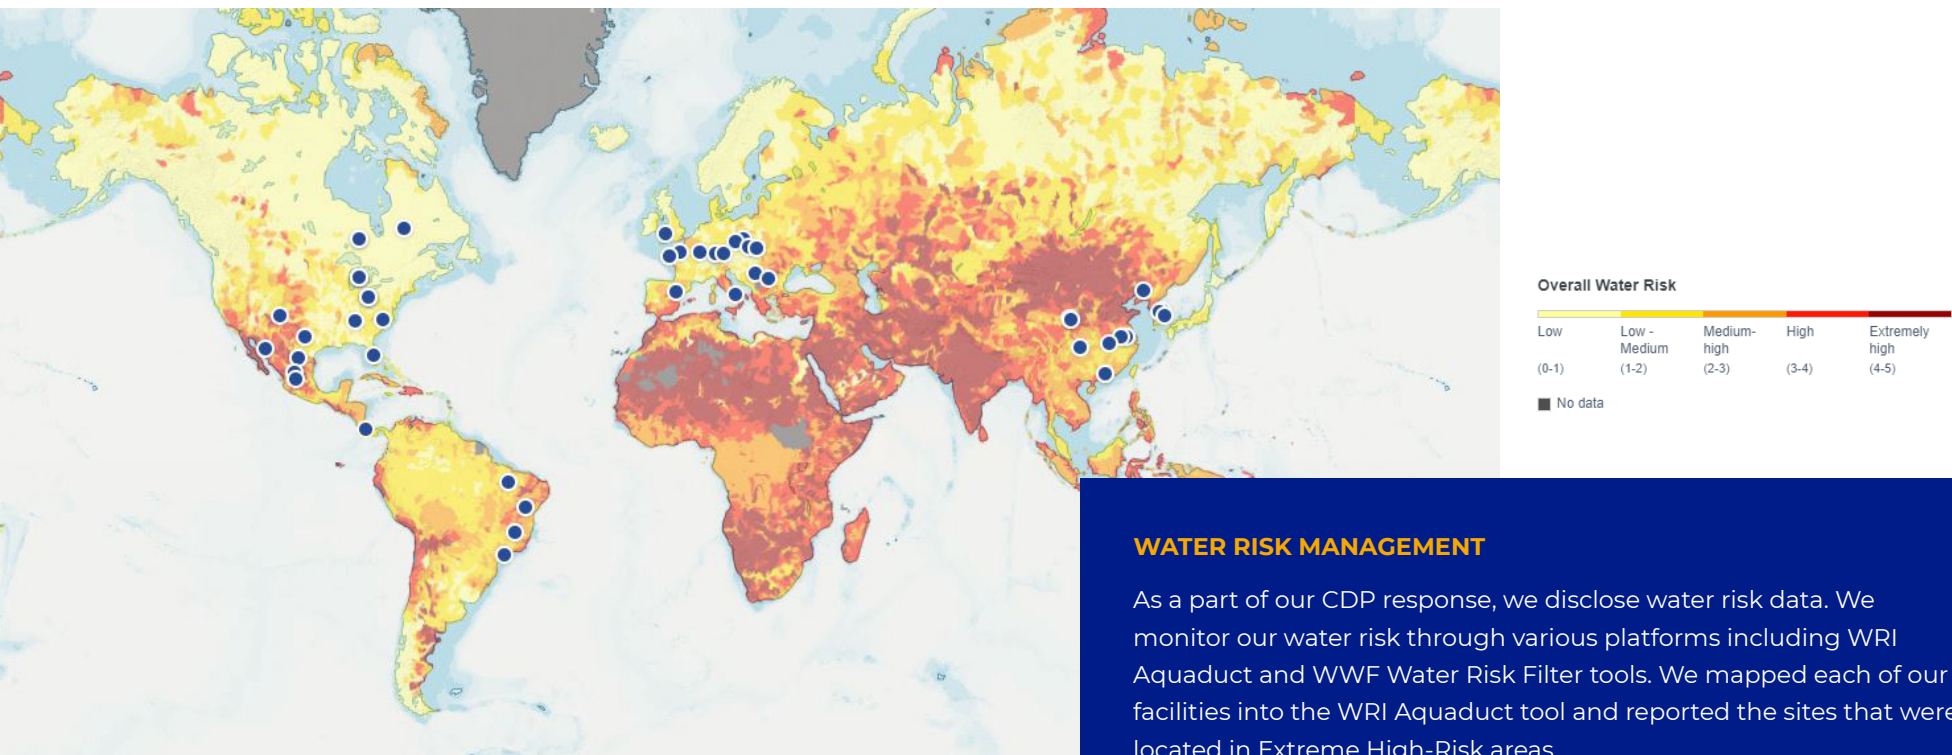 Overall Water Risk
Low
Low -
Medium
Medium-
high
High
Extremely
high
(0-1)
(1-2)
(2-3)
(3-4)
(4-5)
No data
WATER RISK MANAGEMENT
As a part of our CDP response, we disclose water risk data. We
monitor our water risk through various platforms including WRI
Aquaduct and WWF Water Risk Filter tools. We mapped each of our
facilities into the WRI Aquaduct tool and reported the sites that were
located in Extreme High-Risk areas